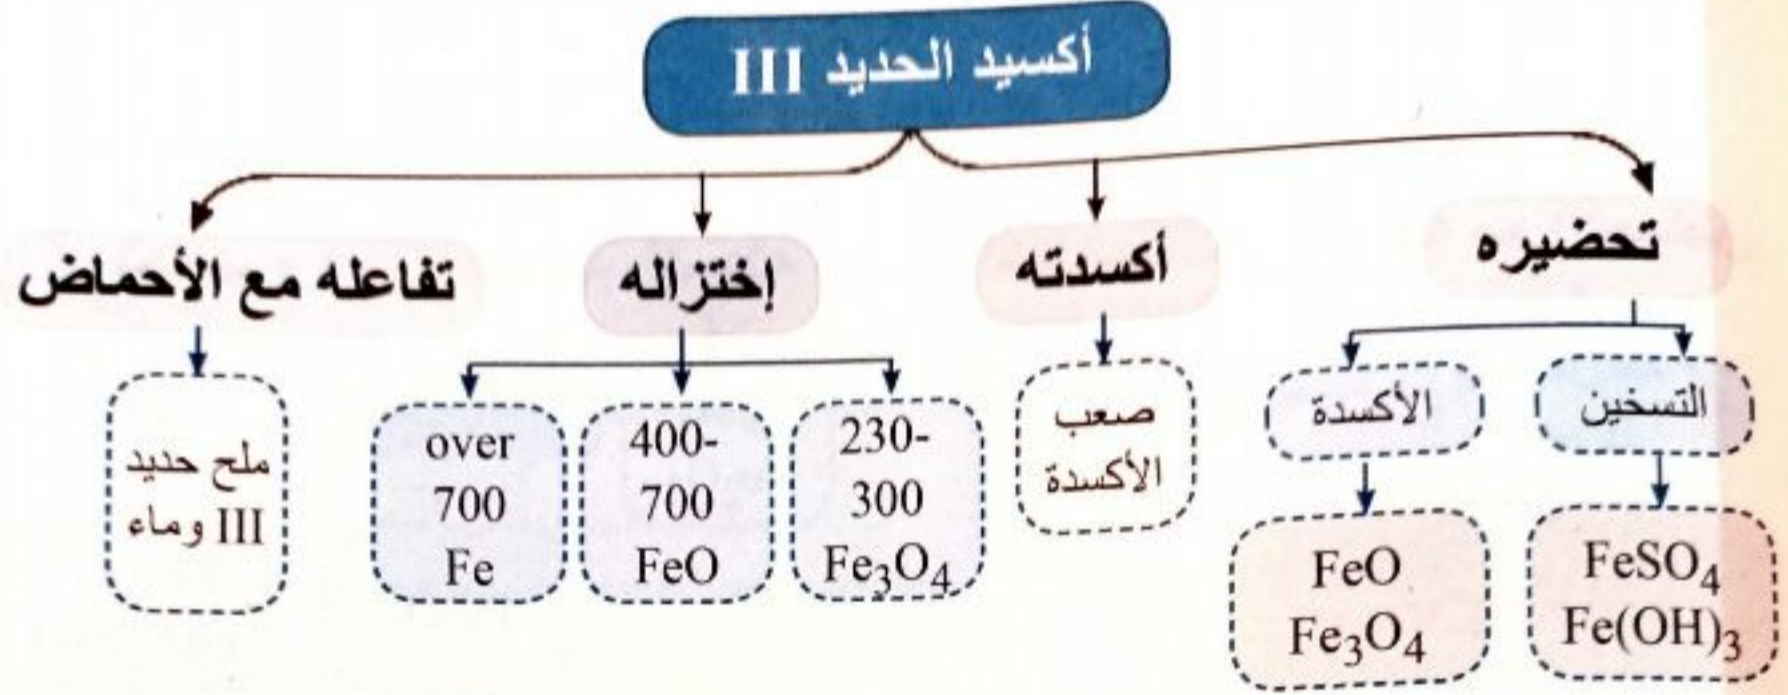 أكسيد الحديد III
تحضيره
أكسدته
إختزاله
تفاعله مع الأحماض
التسخين
الأكسدة
FeSO₄
Fe(OH)₃
FeO
Fe₃O₄
صعب
الأكسدة
230-
300
Fe₃O₄
400-
700
FeO
over
700
Fe
ملح حديد
III وماء